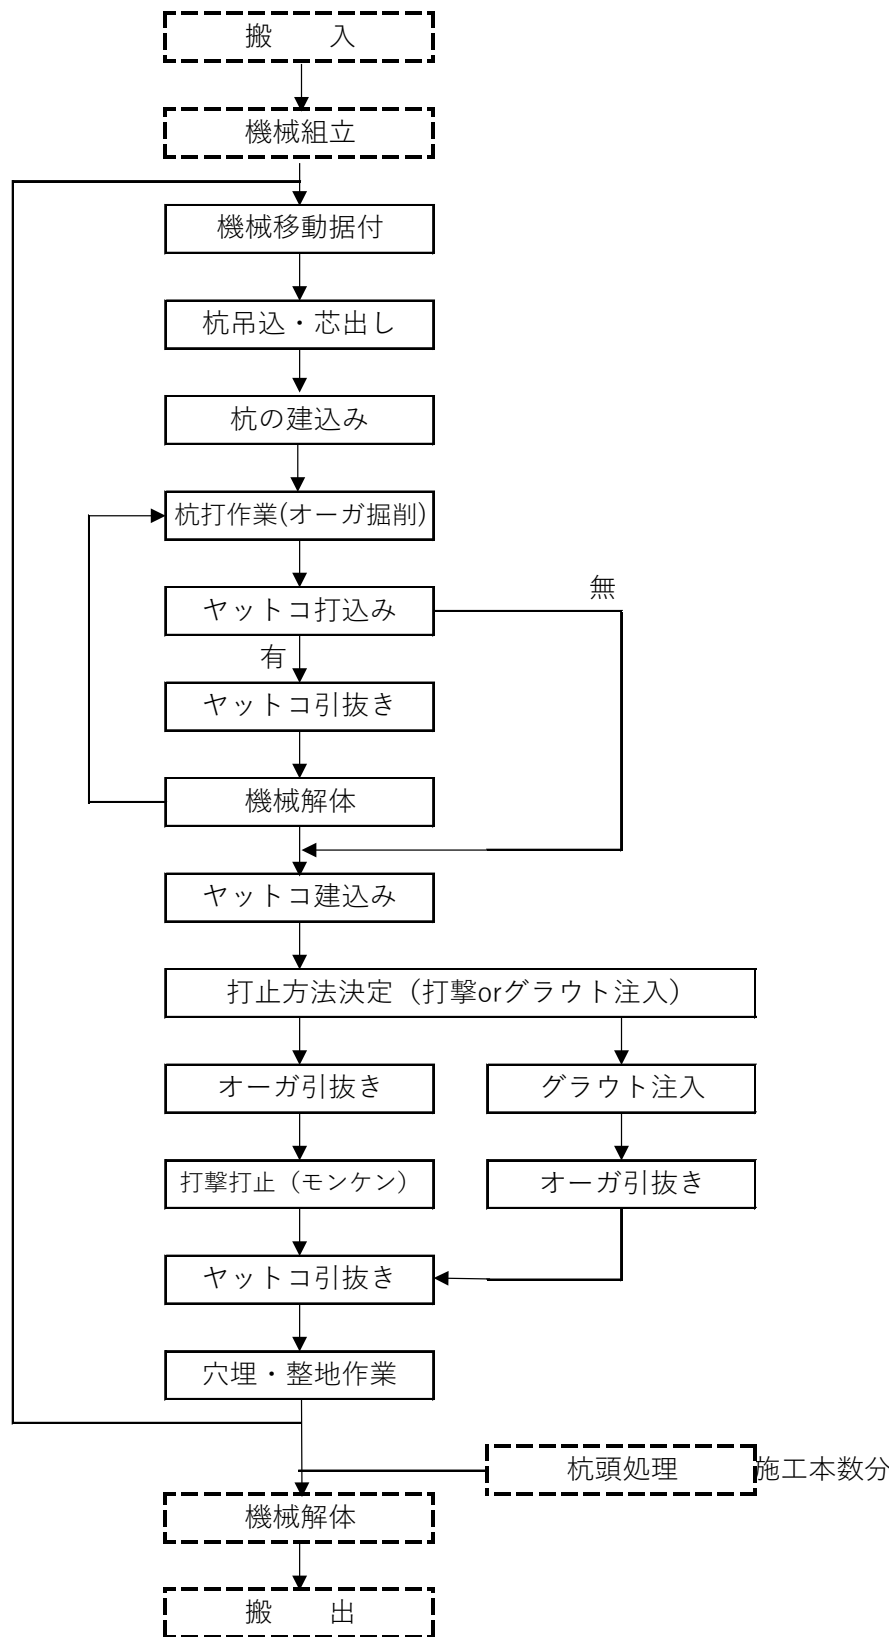 搬　　入
機械組立
機械移動据付
杭吊込・芯出し
杭の建込み
杭打作業(オーガ掘削)
ヤットコ打込み
無
有
ヤットコ引抜き
機械解体
ヤットコ建込み
打止方法決定（打撃orグラウト注入）
オーガ引抜き
グラウト注入
打撃打止（モンケン）
オーガ引抜き
ヤットコ引抜き
穴埋・整地作業
杭頭処理
施工本数分
機械解体
搬　　出